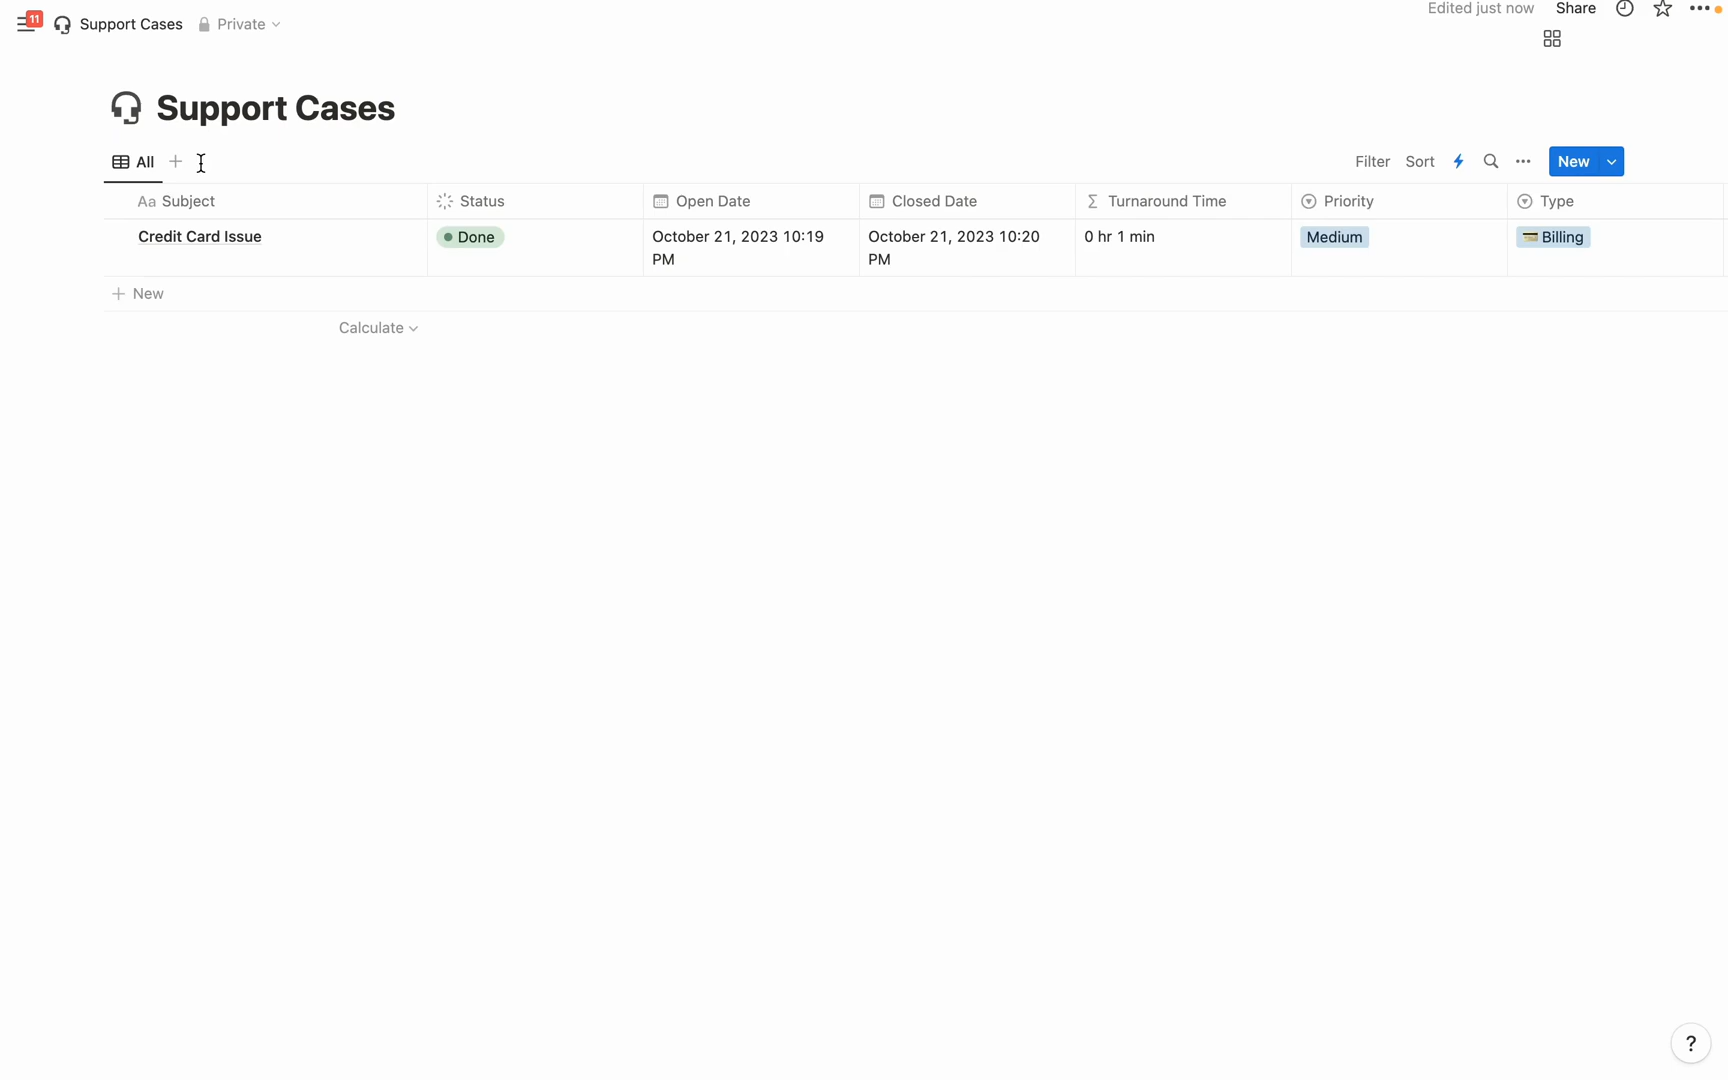 11 Support Cases Private
Edited just now Share
Support Cases
All
Filter Sort New
Aa Subject Status Open Date Closed Date Σ Turnaround Time Priority Type
Credit Card Issue Done October 21, 2023 10:19 October 21, 2023 10:20 0 hr 1 min Medium Billing
PM PM
+ New
Calculate
?